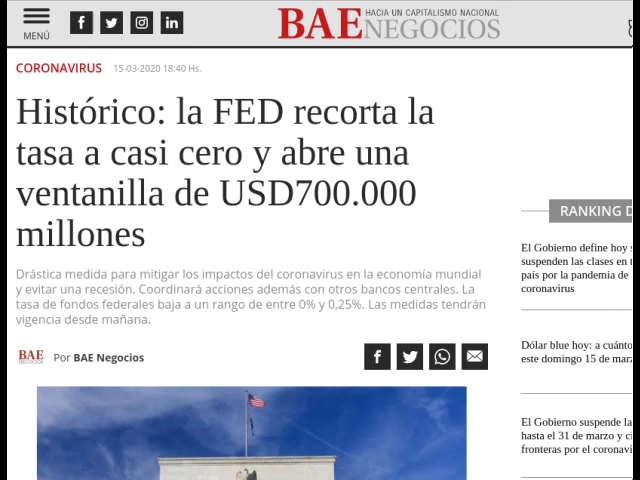 HACIA UN CAPITALISMO NACIONAL
BAENEGOCIOS
MENÚ
CORONAVIRUS 15-03-2020 18:40 Hs.
Histórico: la FED recorta la
tasa a casi cero y abre una
ventanilla de USD700.000
millones
Drástica medida para mitigar los impactos del coronavirus en la economía mundial
y evitar una recesión. Coordinará acciones además con otros bancos centrales. La
tasa de fondos federales baja a un rango de entre 0% y 0,25%. Las medidas tendrán
vigencia desde mañana.
BAE
NEGOCIOS
Por BAE Negocios
RANKING D
El Gobierno define hoy
suspenden las clases en
país por la pandemia de
coronavirus
Dólar blue hoy: a cuánto
este domingo 15 de
El Gobierno suspende
hasta el 31 de marzo y
fronteras por el